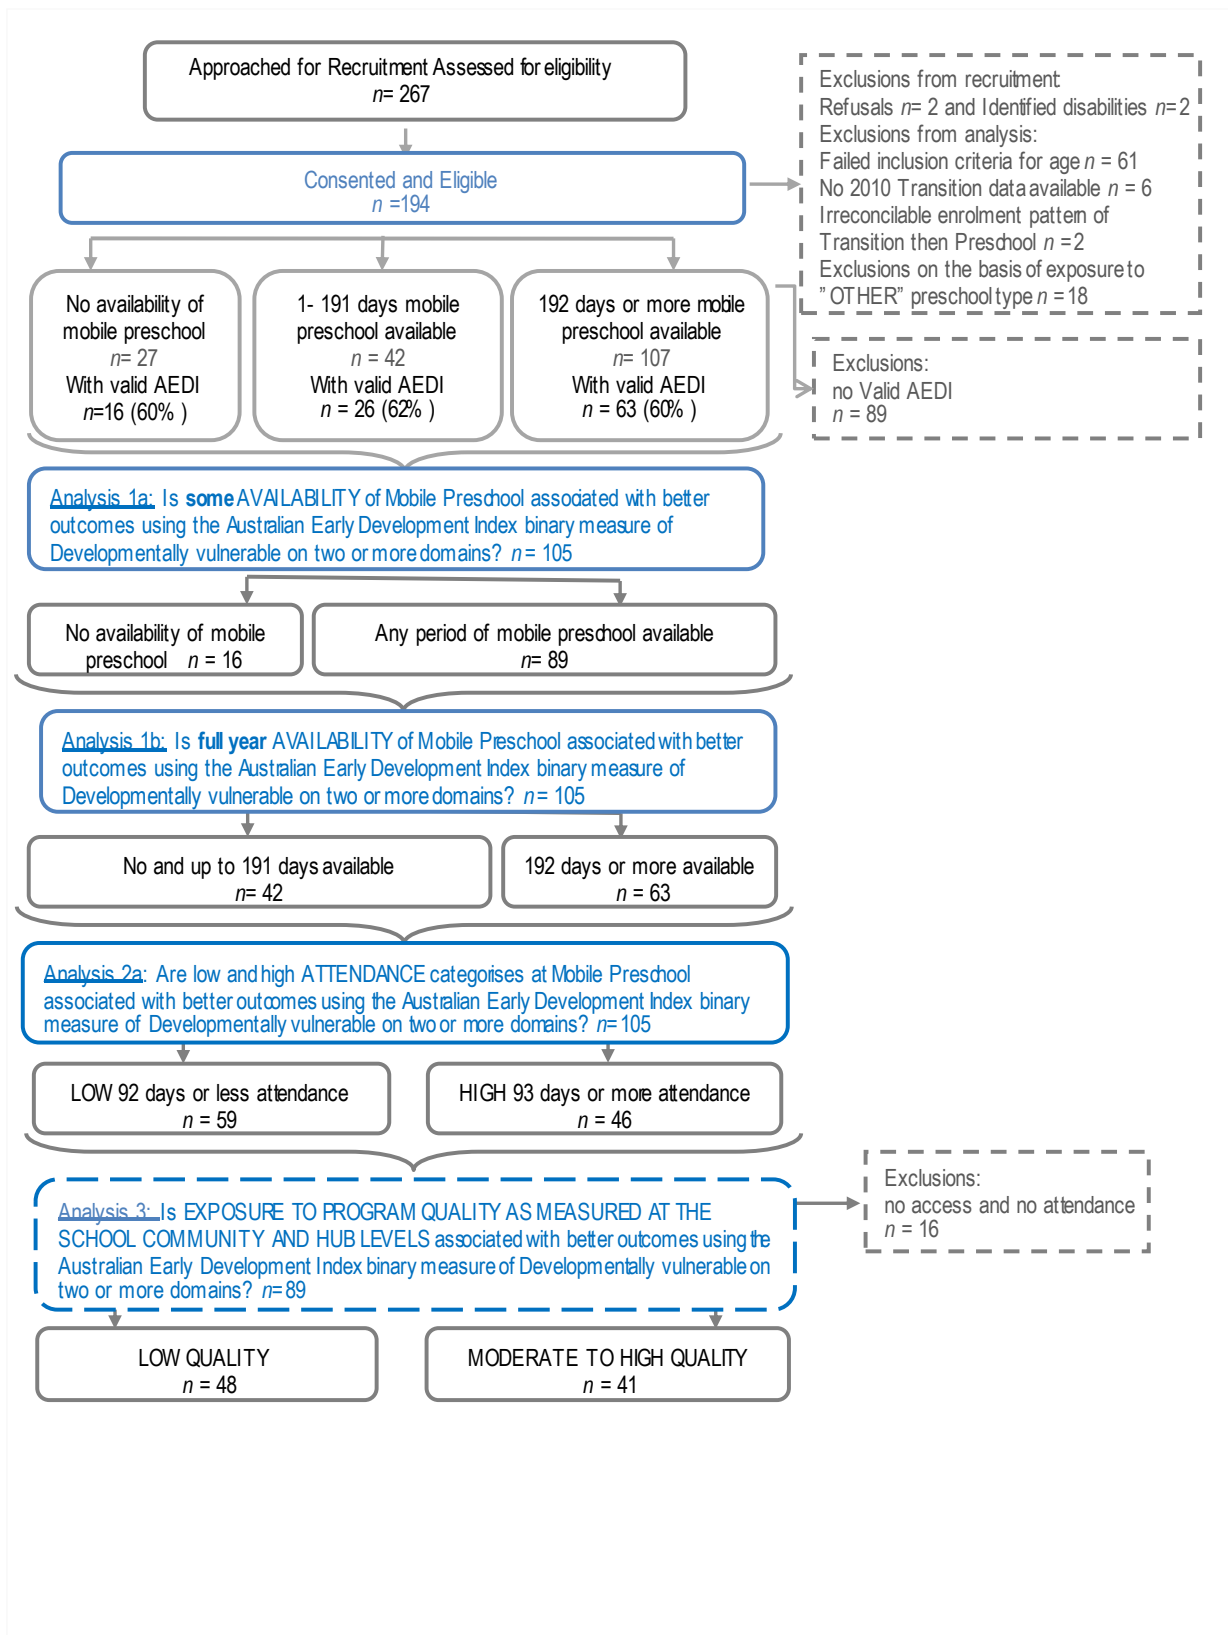 Approached for Recruitment Assessed for eligibility
n= 267
Exclusions from recruitment:
Refusals n= 2 and Identified disabilities n=2
Exclusions from analysis:
Failed inclusion criteria for age n = 61
No 2010 Transition data available n = 6
Irreconcilable enrolment pattern of
Transition then Preschool n =2
Exclusions on the basis of exposure to
"OTHER" preschool type n =18
Consented and Eligible
n =194
No availability of
mobile preschool
n= 27
With valid AEDI
n=16 (60% )
1- 191 days mobile
preschool available
n = 42
With valid AEDI
n = 26 (62% )
192 days or more mobile
preschool available
n= 107
With valid AEDI
n = 63 (60% )
Exclusions:
no Valid AEDI
n = 89
Analysis 1a: Is some AVAILABILITY of Mobile Preschool associated with better
outcomes using the Australian Early Development Index binary measure of
Developmentally vulnerable on two or more domains? n = 105
No availability of mobile
preschool n = 16
Any period of mobile preschool available
n= 89
Analysis 1b: Is full year AVAILABILITY of Mobile Preschool associated with better
outcomes using the Australian Early Development Index binary measure of
Developmentally vulnerable on two or more domains? n = 105
No and up to 191 days available
n= 42
192 days or more available
n = 63
Analysis 2a: Are low and high ATTENDANCE categorises at Mobile Preschool
associated with better outcomes using the Australian Early Development Index binary
measure of Developmentally vulnerable on two or more domains? n=105
LOW 92 days or less attendance
n = 59
HIGH 93 days or more attendance
n = 46
Exclusions:
no access and no attendance
n = 16
Analysis 3: Is EXPOSURE TO PROGRAM QUALITY AS MEASURED AT THE
SCHOOL COMMUNITY AND HUB LEVELS associated with better outcomes using the
Australian Early Development Index binary measure of Developmentally vulnerable on
two or more domains? n=89
LOW QUALITY
n = 48
MODERATE TO HIGH QUALITY
n = 41